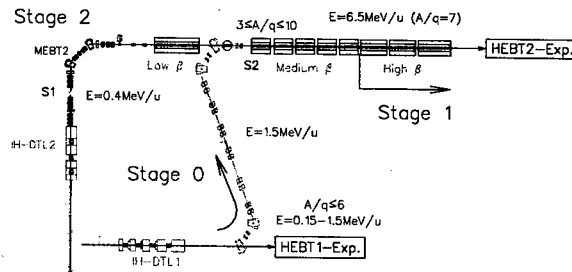 Stage 2
3≤A/q≤10
E=6.5MeV/u (A/q=7)
MEBT2
HEBT2-Exp.
Low β
S2
Medium β
High β
S1
E=0.4MeV/u
Stage 1
IH-DTL2
E=1.5MeV/u
Stage 0
A/q≤6
E=0.15-1.5MeV/u
HEBT1-Exp.
IH-DTL1